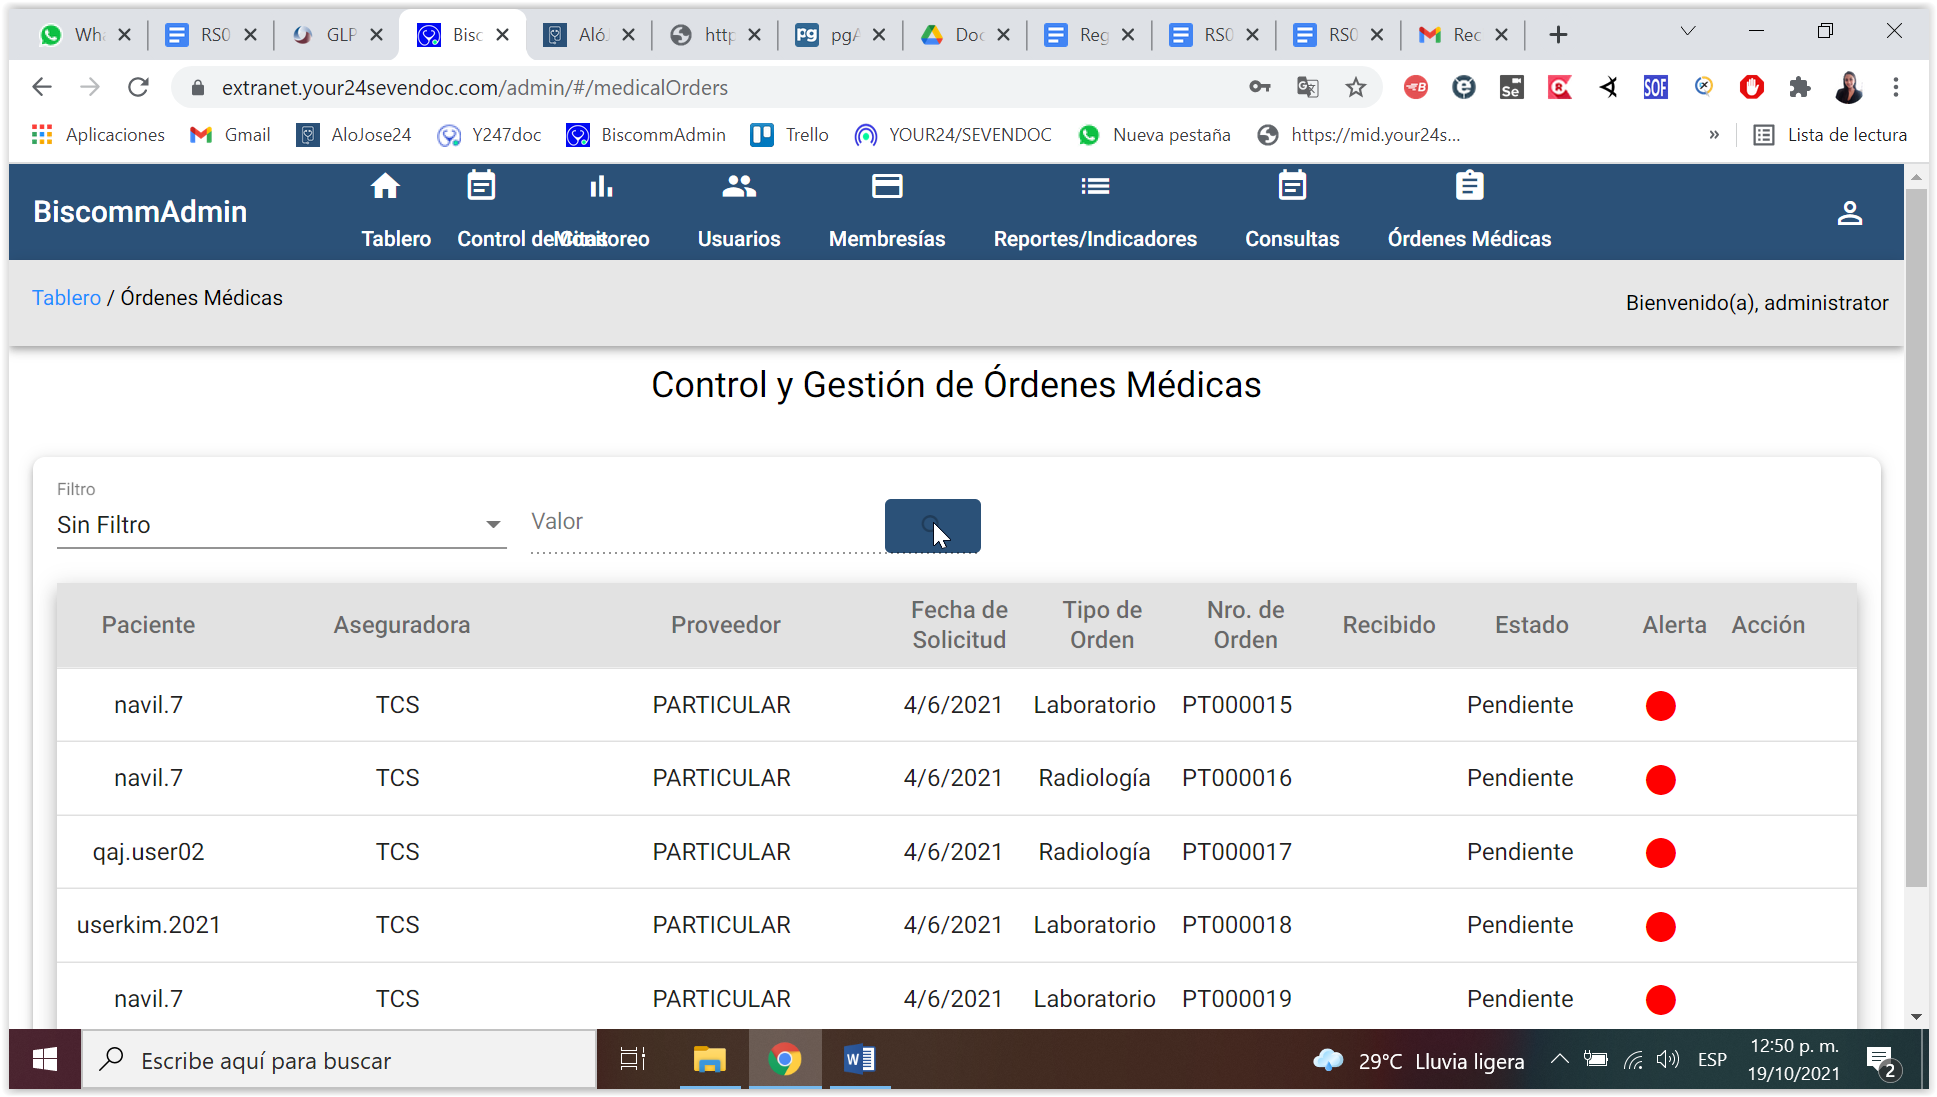 Wha RS0 GLP Bisc AlóJ http pgA Doc Reg RS0 RS0 Rec
extranet.your24sevendoc.com/admin/#/medicalOrders
Aplicaciones Gmail AloJose24 Y247doc BiscommAdmin Trello YOUR24/SEVENDOC Nueva pestaña https://mid.your24s... » Lista de lectura
BiscommAdmin
Tablero Control de Citas Monitoreo Usuarios Membresías Reportes/Indicadores Consultas Órdenes Médicas
Tablero / Órdenes Médicas
Bienvenido(a), administrator
Control y Gestión de Órdenes Médicas
Filtro
Sin Filtro Valor
Paciente Aseguradora Proveedor Fecha de Solicitud Tipo de Orden Nro. de Orden Recibido Estado Alerta Acción
navil.7 TCS PARTICULAR 4/6/2021 Laboratorio PT000015 Pendiente
navil.7 TCS PARTICULAR 4/6/2021 Radiología PT000016 Pendiente
qaj.user02 TCS PARTICULAR 4/6/2021 Radiología PT000017 Pendiente
userkim.2021 TCS PARTICULAR 4/6/2021 Laboratorio PT000018 Pendiente
navil.7 TCS PARTICULAR 4/6/2021 Laboratorio PT000019 Pendiente
Escribe aquí para buscar
29°C Lluvia ligera ESP
12:50 p. m.
19/10/2021
2